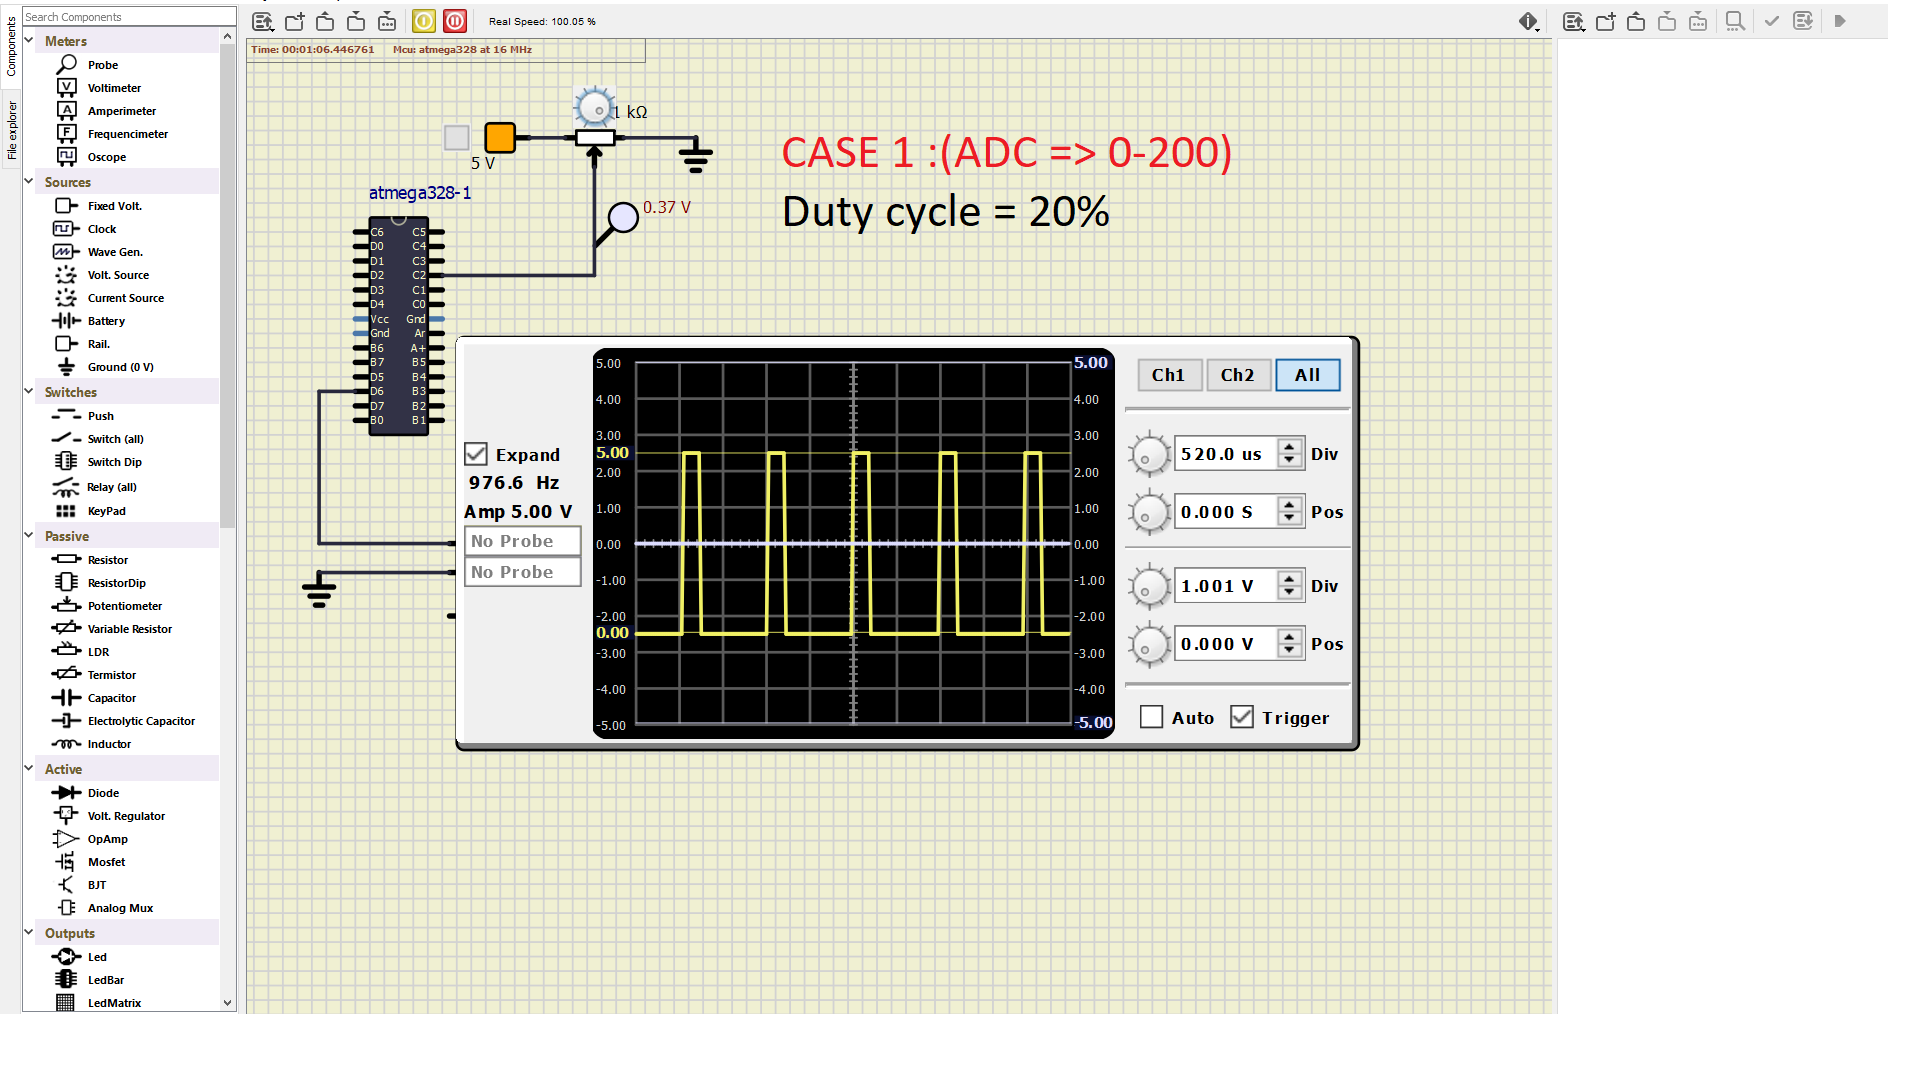 Search Components
Components
File explorer
Meters
Probe
Voltimeter
Amperimeter
Frequencimeter
Oscope
Sources
Fixed Volt.
Clock
Wave Gen.
Volt. Source
Current Source
Battery
Rail.
Ground (0 V)
Switches
Push
Switch (all)
Switch Dip
Relay (all)
KeyPad
Passive
Resistor
ResistorDip
Potentiometer
Variable Resistor
LDR
Termistor
Capacitor
Electrolytic Capacitor
Inductor
Active
Diode
Volt. Regulator
OpAmp
Mosfet
BJT
Analog Mux
Outputs
Led
LedBar
LedMatrix
Real Speed: 100.05 %
Time: 00:01:06.446761 Mcu: atmega328 at 16 MHz
1 kΩ
5 V
0.37 V
CASE 1 :(ADC => 0-200)
Duty cycle = 20%
atmega328-1
C6 C5
D0 C4
D1 C3
D2 C2
D3 C1
D4 C0
Vcc Gnd
Gnd Ar
B6 A+
B7 B5
D5 B4
D6 B3
D7 B2
B0 B1
Expand
976.6 Hz
Amp 5.00 V
No Probe
No Probe
5.00
4.00
3.00
5.00
2.00
1.00
0.00
-1.00
-2.00
0.00
-3.00
-4.00
-5.00
5.00
4.00
3.00
2.00
1.00
0.00
-1.00
-2.00
-3.00
-4.00
-5.00
Ch1 Ch2 All
520.0 us Div
0.000 S Pos
1.001 V Div
0.000 V Pos
Auto Trigger